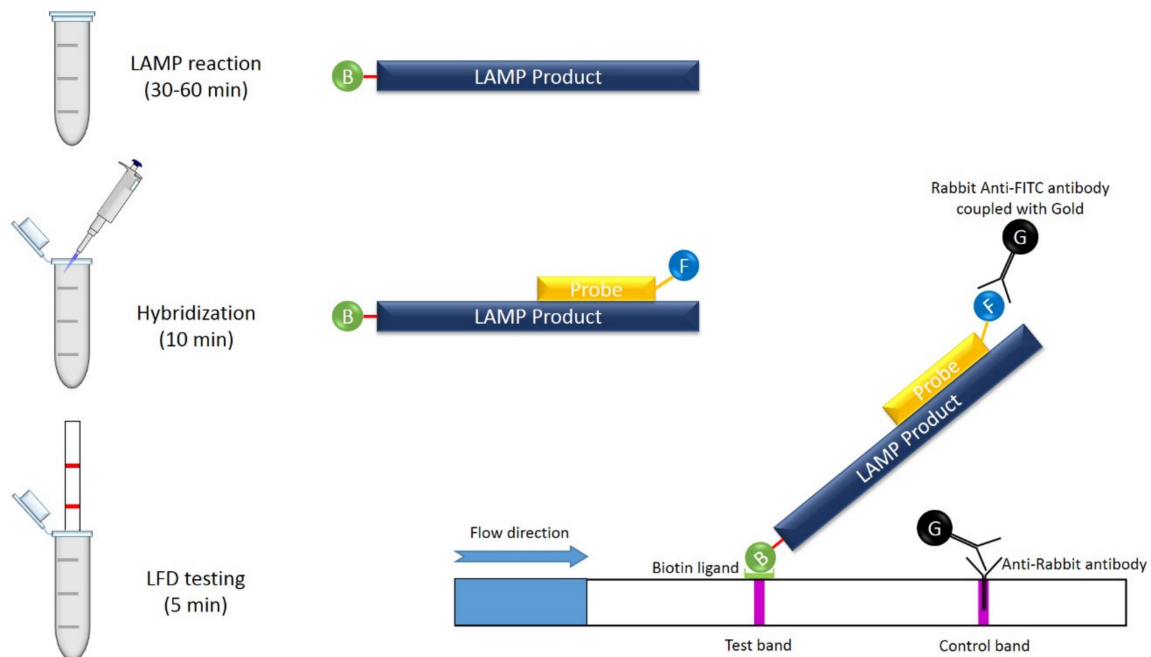 LAMP reaction
(30-60 min)
B
LAMP Product
Rabbit Anti-FITC antibody
coupled with Gold
G
Hybridization
(10 min)
F
Probe
B
LAMP Product
F
Probe
LAMP Product
B
LFD testing
(5 min)
Flow direction
Biotin ligand
G
Anti-Rabbit antibody
Test band
Control band